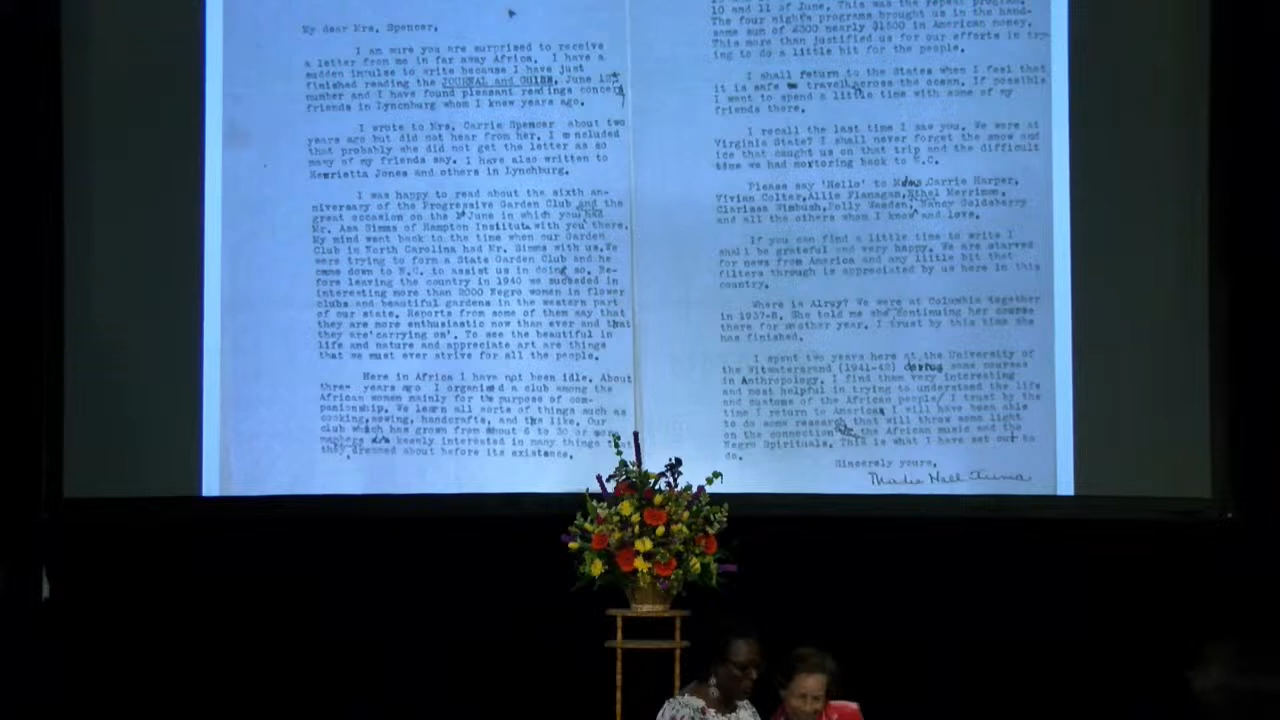 My dear Mrs. Spencer,
I am sure you are surprised to receive
a letter from me in far away Africa. I have a
sudden impulse to write because I have just
finished reading the JOURNAL and GUIDE, June 1st
number and I have found pleasant readings concern
friends in Lynchburg whom I knew years ago.
I wrote to Mrs. Carrie Spencer about two
years ago but did not hear from her. I concluded
that probably she did not get the letter as so
many of my friends say. I have also written to
Henrietta Jones and others in Lynchburg.
I was happy to read about the sixth an-
niversary of the Progressive Garden Club and the
great occasion on the June in which you had
Mr. Asa Simms of Hampton Institute with you there.
My mind went back to the time when our Garden
Club in North Carolina had Mr. Simms with us. We
were trying to form a State Garden Club and he
came down to N.C. to assist us in doing so. Be-
fore leaving the country in 1940 we succeeded in
interesting more than 2000 Negro women in flower
clubs and beautiful gardens in the western part
of our state. Reports from some of them say that
they are more enthusiastic now than ever and that
they are 'carrying on'. To see the beautiful in
life and nature and appreciate art are things
that we must ever strive for all the people.
Here in Africa I have not been idle. About
three years ago I organized a club among the
African women mainly for the purpose of com-
panionship. We learn all sorts of things such as
cooking, sewing, handcrafts, and the like. Our
club which has grown from about 6 to 30 or more
members keenly interested in many things that
they dreamed about before its existance.
10 and 11 of June. This was the repeat program.
The four nights programs brought us in the hand-
some sum of £300 nearly $1500 in American money.
This more than justified us for our efforts in try-
ing to do a little bit for the people.
I shall return to the States when I feel that
it is safe travel across the ocean. If possible
I want to spend a little time with some of my
friends there.
I recall the last time I saw you. We were at
Virginia State? I shall never forget the snow and
ice that caught us on that trip and the difficult
time we had motoring back to N.C.
Please say 'Hello' to Mdms. Carrie Harper,
Vivian Colter, Allie Flanagan, Ethel Merriman,
Clarissa Wimbush, Polly Weeden, Nancy Goldsberry
and all the others whom I know and love.
If you can find a little time to write I
shall be grateful and very happy. We are starved
for news from America and any little bit that
filters through is appreciated by us here in this
country.
Where is Alroy? We were at Columbia together
in 1937-8. She told me she continuing her course
there for another year. I trust by this time she
has finished.
I spent two years here at the University of
the Witwatersrand (1941-42) some courses
in Anthropology. I find them very interesting
and most helpful in trying to understand the life
and customs of the African people. I trust by the
time I return to America, I will have been able
to do some research that will throw some light
on the connection the African music and the
Negro Spirituals. This is what I have set out to
do.
Sincerely yours,
Madie Hall Xuma